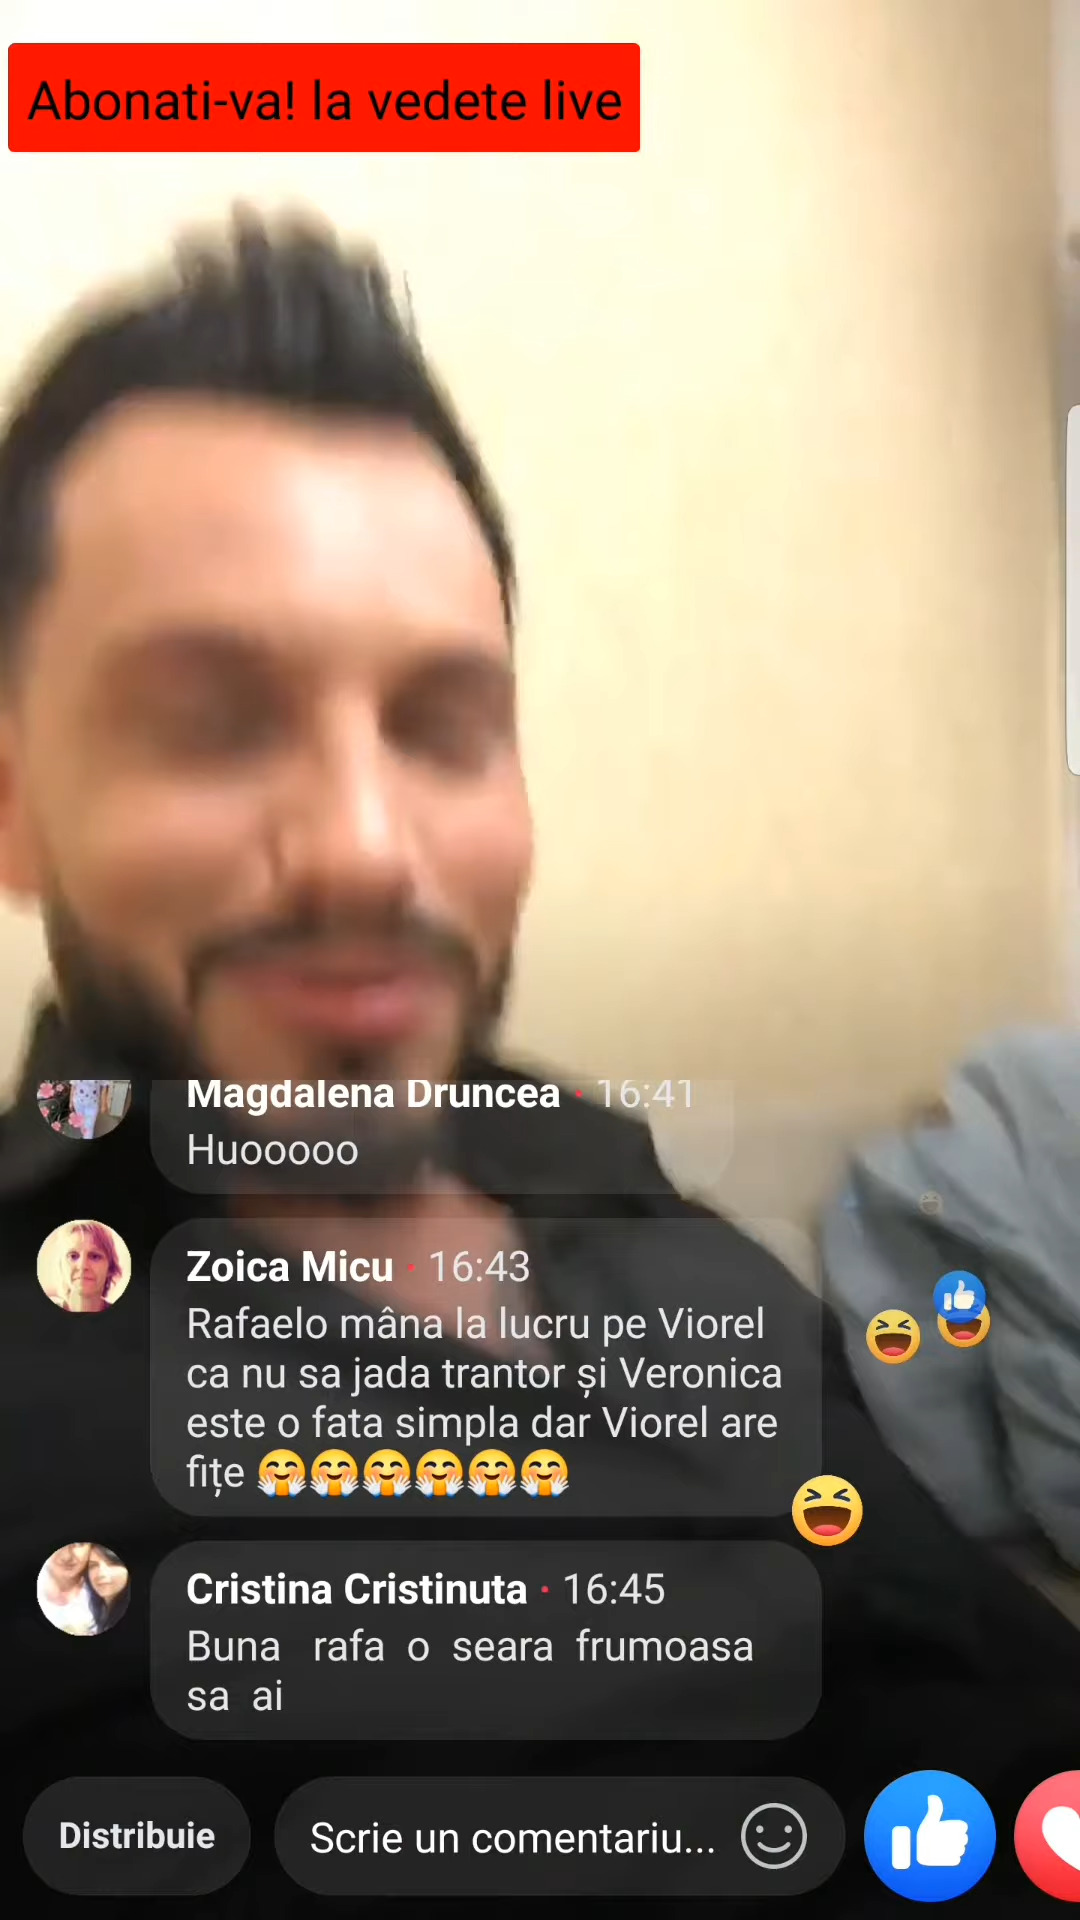 Abonati-va! la vedete live
Magdalena Druncea · 16:41
Huooooo
Zoica Micu · 16:43
Rafaelo mâna la lucru pe Viorel
ca nu sa jada trantor și Veronica
este o fata simpla dar Viorel are
fițe 🤗🤗🤗🤗🤗🤗
Cristina Cristinuta · 16:45
Buna rafa o seara frumoasa
sa ai
Distribuie
Scrie un comentariu...